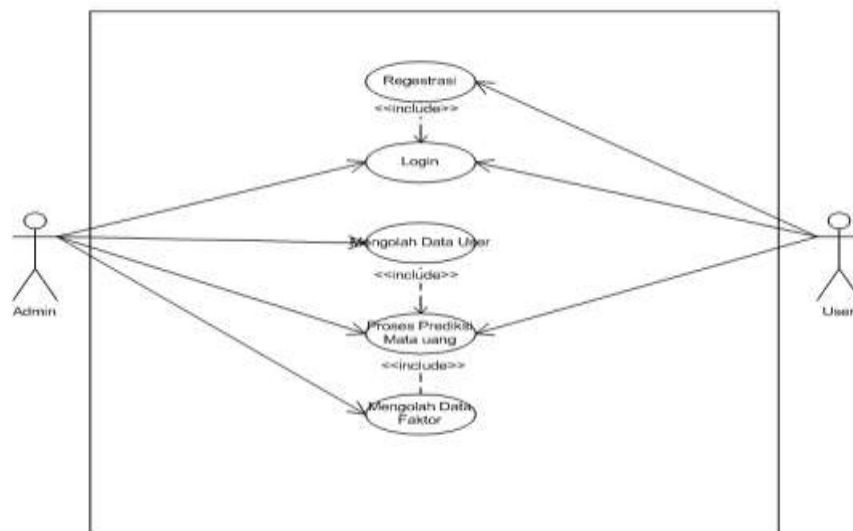 Regestrasi
<<include>>
Login
Mengolah Data User
<<include>>
Admin
User
Proses Prediksi
Mata uang
<<include>>
Mengolah Data
Faktor